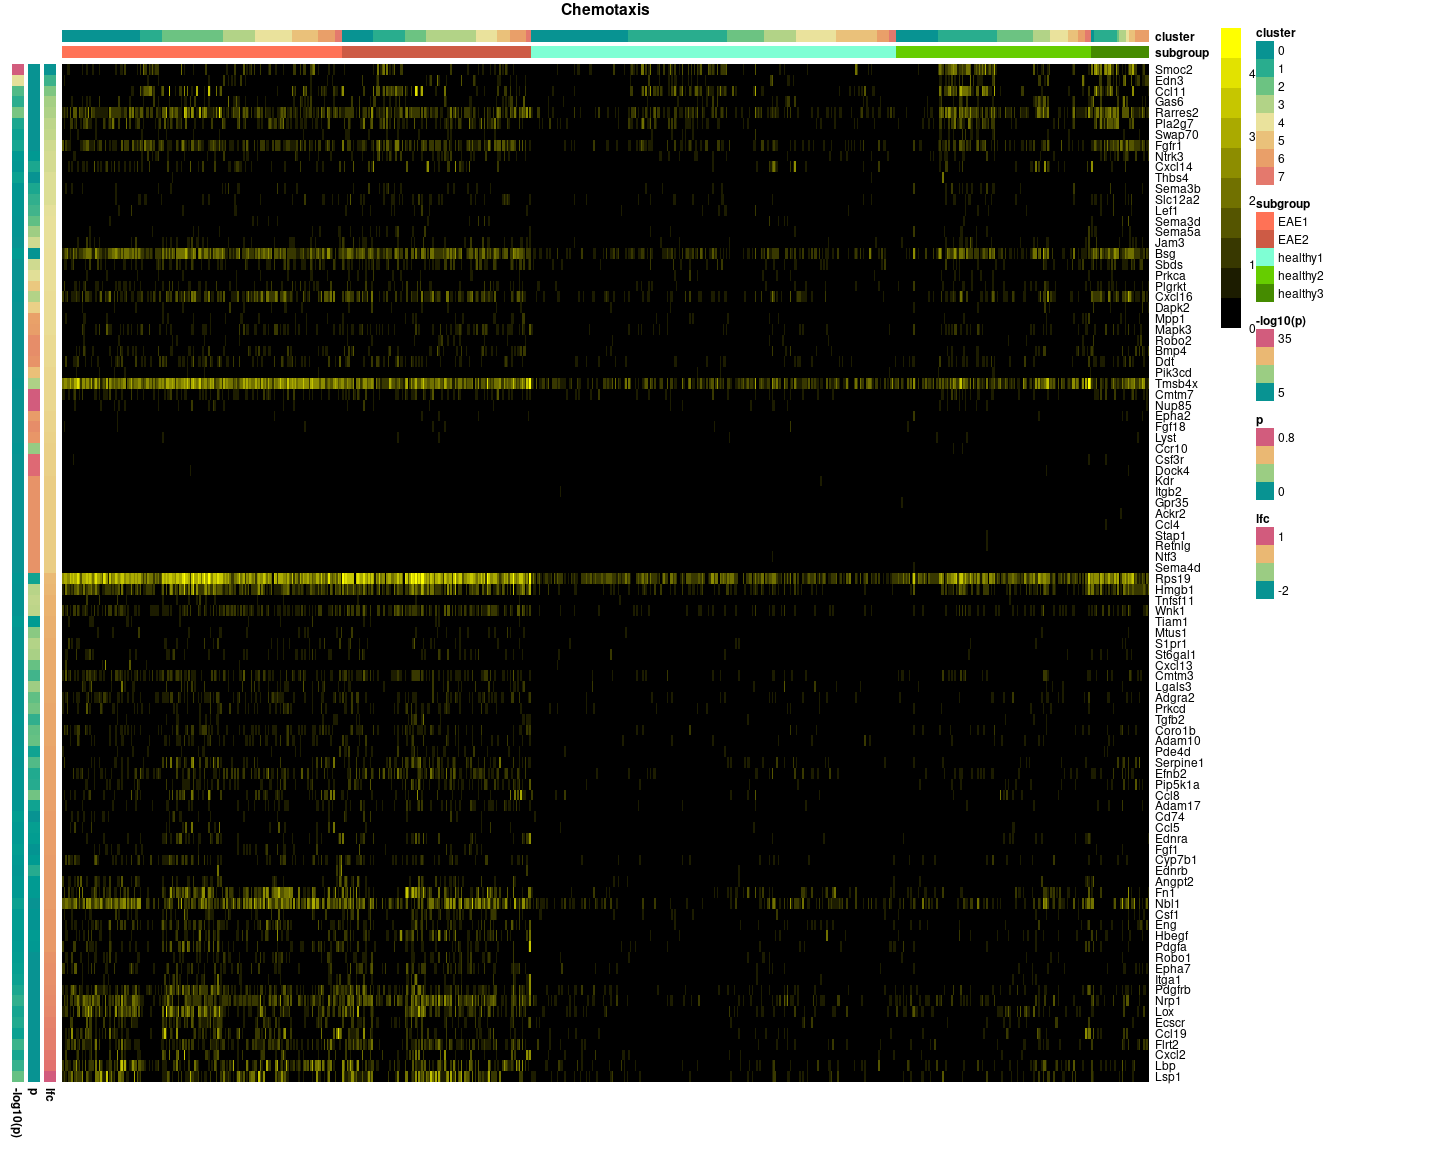 Chemotaxis
cluster
subgroup
Smoc2
Edn3
Ccl11
Gas6
Rarres2
Pla2g7
Swap70
Fgfr1
Ntrk3
Cxcl14
Thbs4
Sema3b
Slc12a2
Lef1
Sema3d
Sema5a
Jam3
Bsg
Sbds
Prkca
Plgrkt
Cxcl16
Dapk2
Mpp1
Mapk3
Robo2
Bmp4
Ddt
Pik3cd
Tmsb4x
Cmtm7
Nup85
Epha2
Fgf18
Lyst
Ccr10
Csf3r
Dock4
Kdr
Itgb2
Gpr35
Ackr2
Ccl4
Stap1
Retnlg
Ntf3
Sema4d
Rps19
Hmgb1
Tnfsf11
Wnk1
Tiam1
Mtus1
S1pr1
St6gal1
Cxcl13
Cmtm3
Lgals3
Adgra2
Prkcd
Tgfb2
Coro1b
Adam10
Pde4d
Serpine1
Efnb2
Pip5k1a
Ccl8
Adam17
Cd74
Ccl5
Ednra
Fgf1
Cyp7b1
Ednrb
Angpt2
Fn1
Nbl1
Csf1
Eng
Hbegf
Pdgfa
Robo1
Epha7
Itga1
Pdgfrb
Nrp1
Lox
Ecscr
Ccl19
Flrt2
Cxcl2
Lbp
Lsp1
4
3
2
1
0
cluster
0
1
2
3
4
5
6
7
subgroup
EAE1
EAE2
healthy1
healthy2
healthy3
-log10(p)
35
5
p
0.8
0
lfc
1
-2
-log10(p)
p
lfc